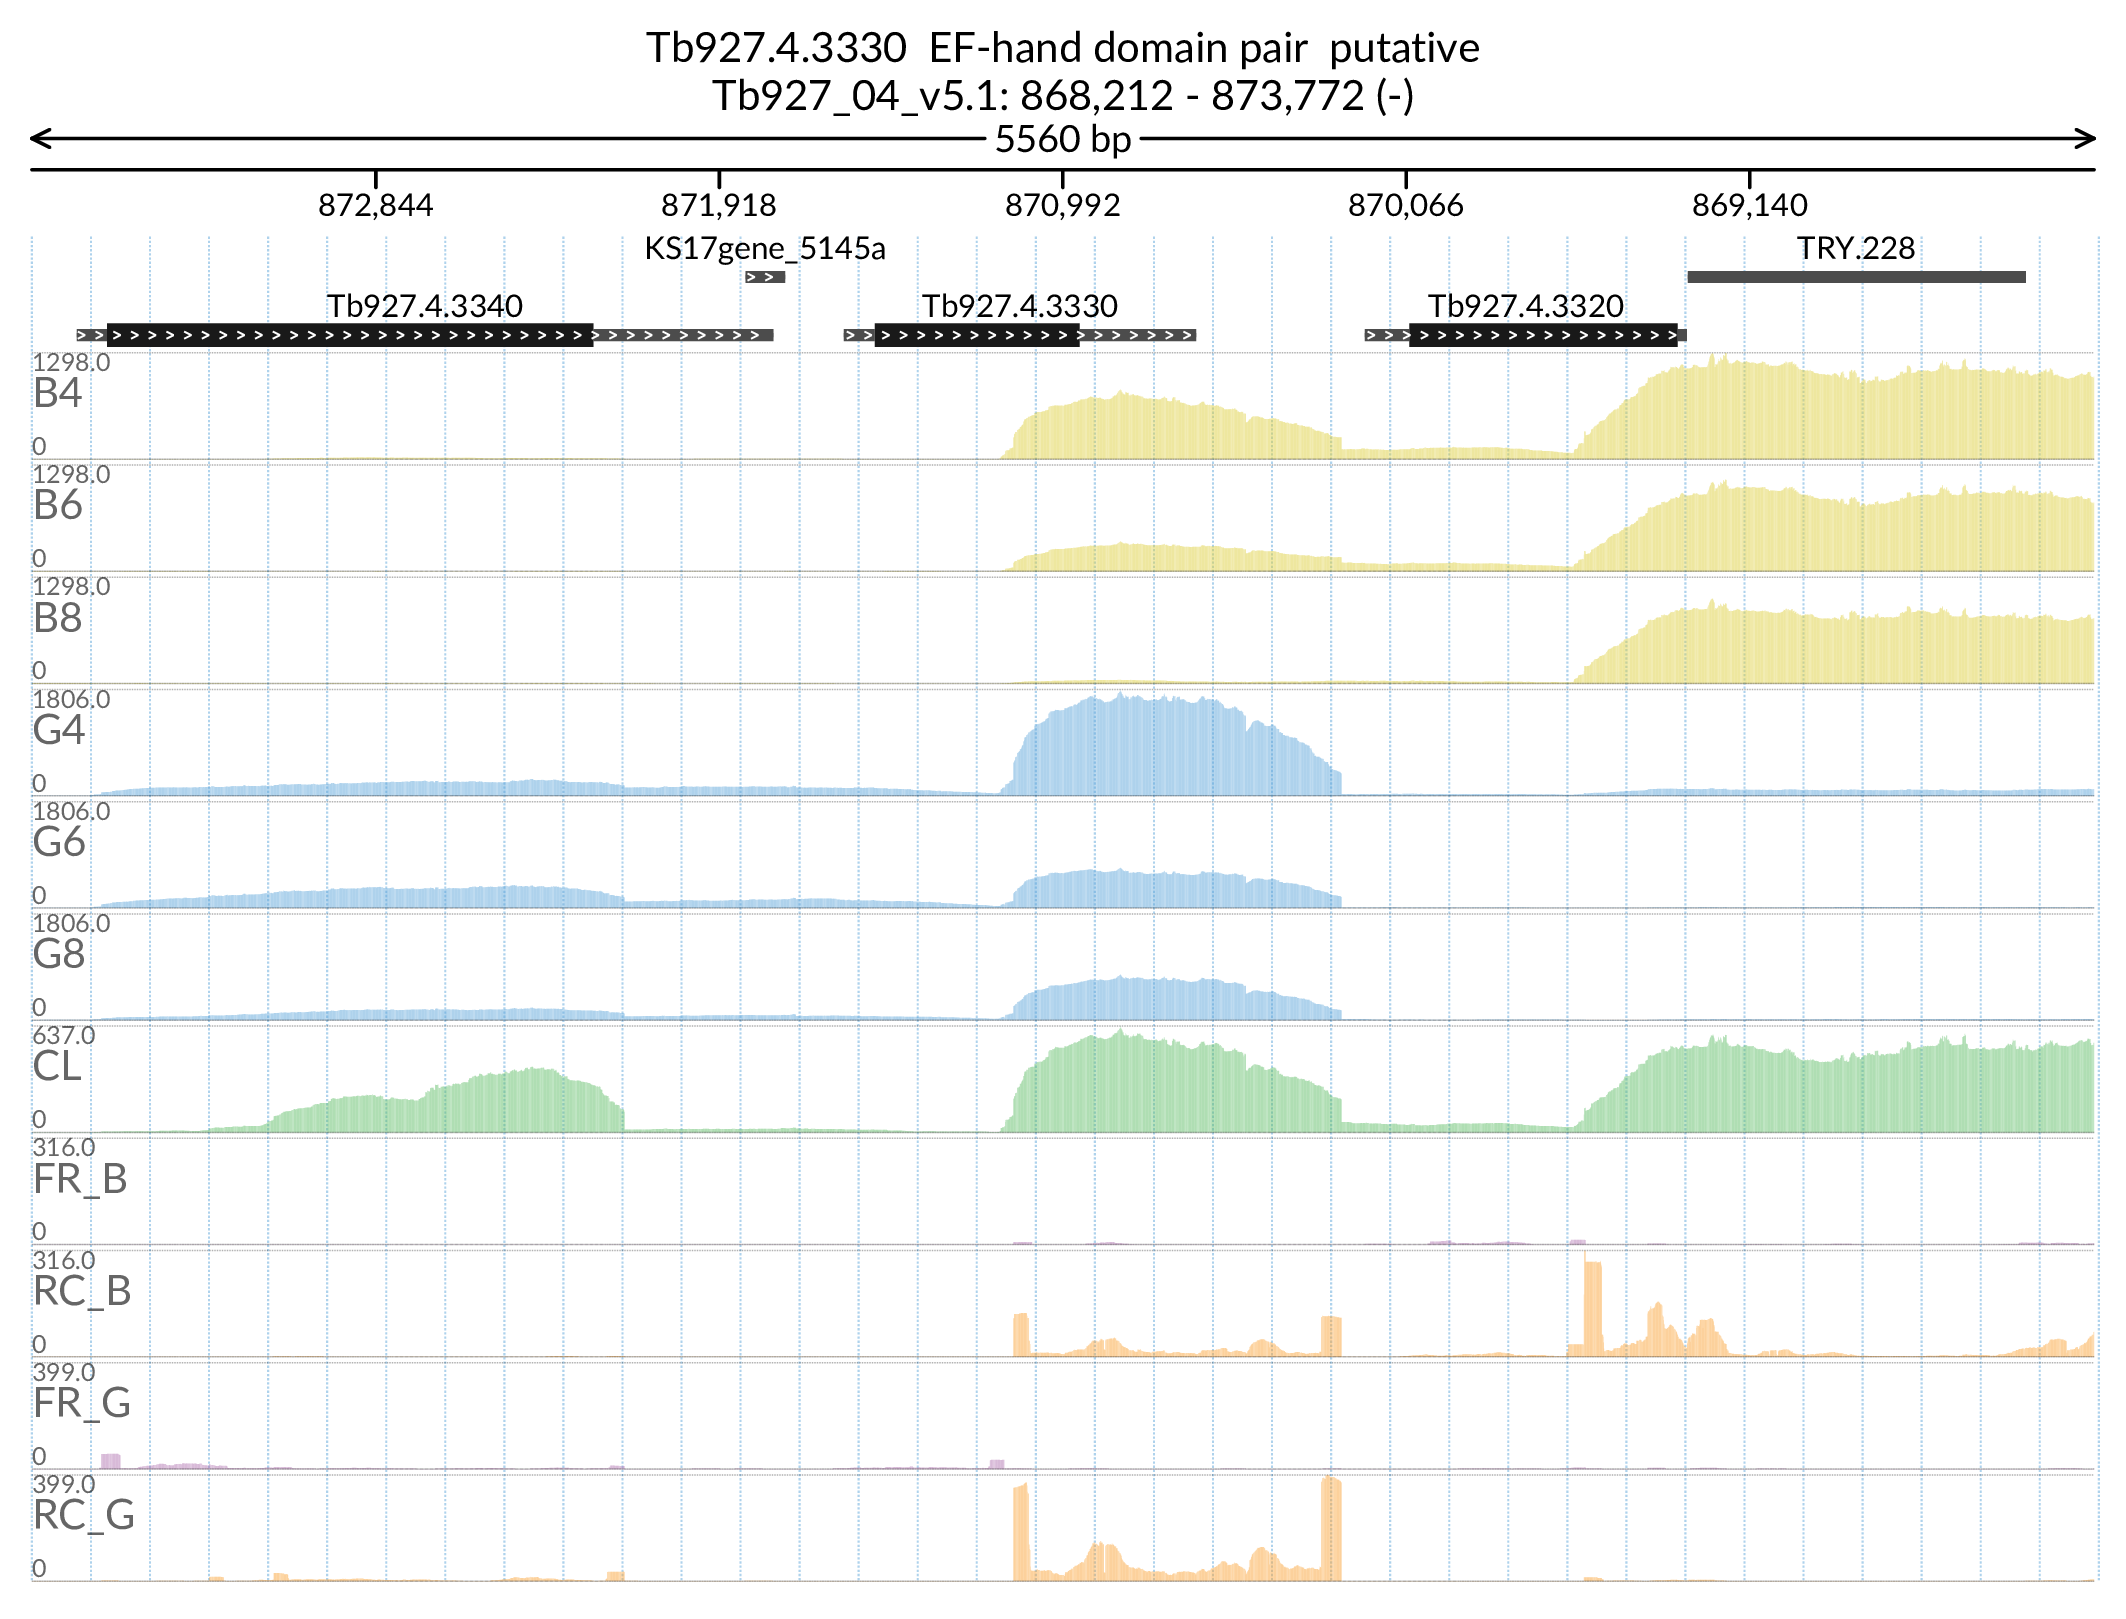 Tb927.4.3330  EF-hand domain pair  putative
Tb927_04_v5.1: 868,212 - 873,772 (-)
5560 bp
872,844 871,918 870,992 870,066 869,140
KS17gene_5145a TRY.228
Tb927.4.3340 Tb927.4.3330 Tb927.4.3320
1298.0
B4
0
1298.0
B6
0
1298.0
B8
0
1806.0
G4
0
1806.0
G6
0
1806.0
G8
0
637.0
CL
0
316.0
FR_B
0
316.0
RC_B
0
399.0
FR_G
0
399.0
RC_G
0